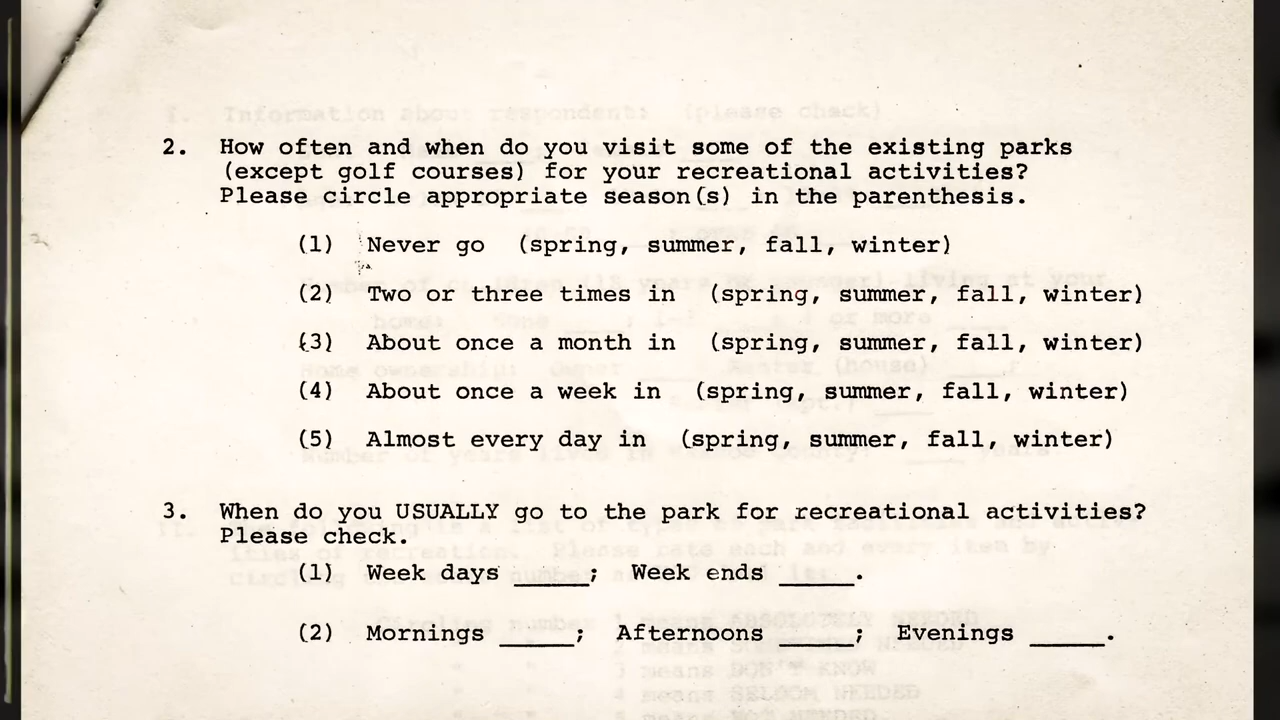 2. How often and when do you visit some of the existing parks
(except golf courses) for your recreational activities?
Please circle appropriate season(s) in the parenthesis.
(1) Never go (spring, summer, fall, winter)
(2) Two or three times in (spring, summer, fall, winter)
(3) About once a month in (spring, summer, fall, winter)
(4) About once a week in (spring, summer, fall, winter)
(5) Almost every day in (spring, summer, fall, winter)
3. When do you USUALLY go to the park for recreational activities?
Please check.
(1) Week days _____; Week ends _____.
(2) Mornings _____; Afternoons _____; Evenings _____.